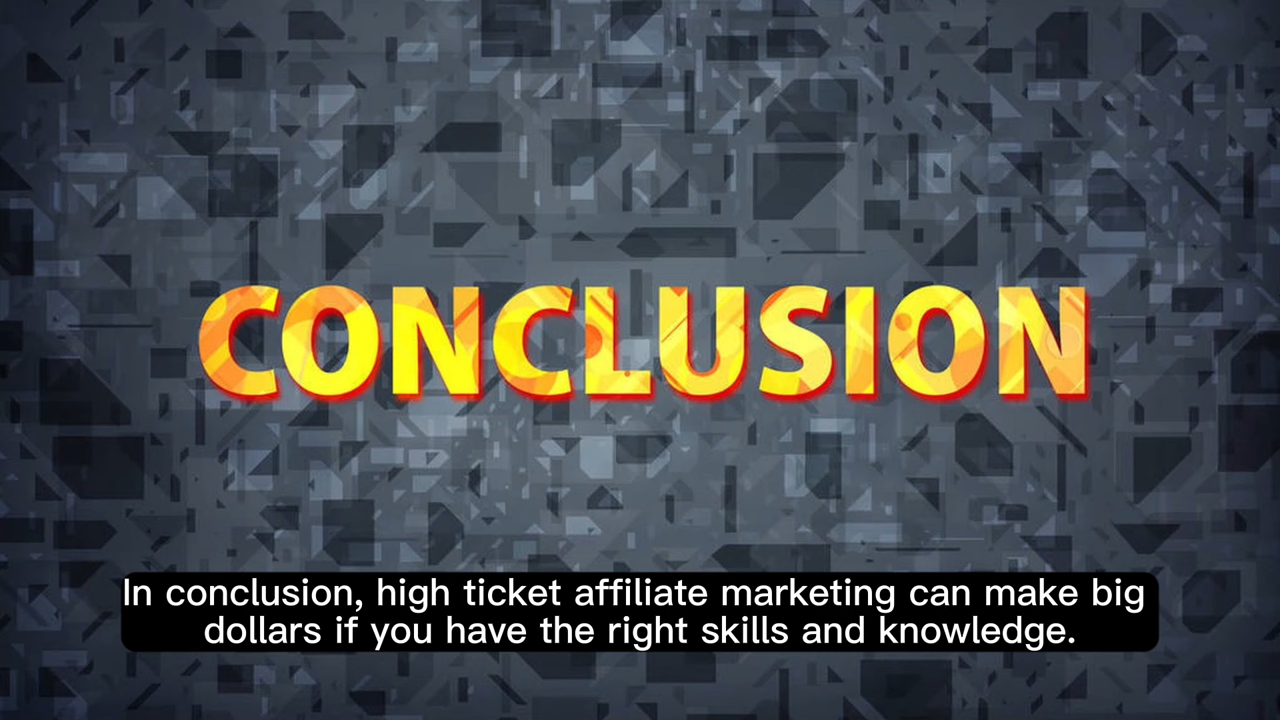 CONCLUSION
In conclusion, high ticket affiliate marketing can make big
dollars if you have the right skills and knowledge.